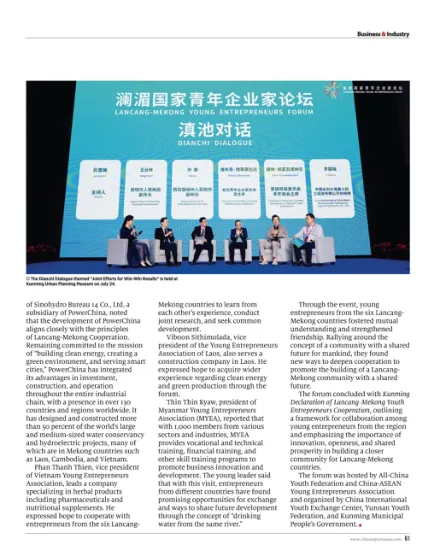 Business & Industry
澜湄国家青年企业家论坛
LANCANG-MEKONG YOUNG ENTREPRENEURS FORUM
滇池对话
DIANCHI DIALOGUE
主持人
The Dianchi Dialogue themed "Joint Efforts for Win-Win Results" is held at
Kunming Urban Planning Museum on July 24.
of Sinohydro Bureau 14 Co., Ltd, a
subsidiary of PowerChina, noted
that the development of PowerChina
aligns closely with the principles
of Lancang-Mekong Cooperation.
Remaining committed to the mission
of "building clean energy, creating a
green environment, and serving smart
cities," PowerChina has integrated
its advantages in investment,
construction, and operation
throughout the entire industrial
chain, with a presence in over 130
countries and regions worldwide. It
has designed and constructed more
than 50 percent of the world's large
and medium-sized water conservancy
and hydroelectric projects, many of
which are in Mekong countries such
as Laos, Cambodia, and Vietnam.
Phan Thanh Thien, vice president
of Vietnam Young Entrepreneurs
Association, leads a company
specializing in herbal products
including pharmaceuticals and
nutritional supplements. He
expressed hope to cooperate with
entrepreneurs from the six Lancang-
Mekong countries to learn from
each other's experience, conduct
joint research, and seek common
development.
Viboon Sithimolada, vice
president of the Young Entrepreneurs
Association of Laos, also serves a
construction company in Laos. He
expressed hope to acquire wider
experience regarding clean energy
and green production through the
forum.
Thin Thin Kyaw, president of
Myanmar Young Entrepreneurs
Association (MYEA), reported that
with 1,000 members from various
sectors and industries, MYEA
provides vocational and technical
training, financial training, and
other skill training programs to
promote business innovation and
development. The young leader said
that with this visit, entrepreneurs
from different countries have found
promising opportunities for exchange
and ways to share future development
through the concept of "drinking
water from the same river."
Through the event, young
entrepreneurs from the six Lancang-
Mekong countries fostered mutual
understanding and strengthened
friendship. Rallying around the
concept of a community with a shared
future for mankind, they found
new ways to deepen cooperation to
promote the building of a Lancang-
Mekong community with a shared
future.
The forum concluded with Kunming
Declaration of Lancang-Mekong Youth
Entrepreneurs Cooperation, outlining
a framework for collaboration among
young entrepreneurs from the region
and emphasizing the importance of
innovation, openness, and shared
prosperity in building a closer
community for Lancang-Mekong
countries.
The forum was hosted by All-China
Youth Federation and China-ASEAN
Young Entrepreneurs Association
and organized by China International
Youth Exchange Center, Yunnan Youth
Federation, and Kunming Municipal
People's Government.
www.chinareportasean.com 61